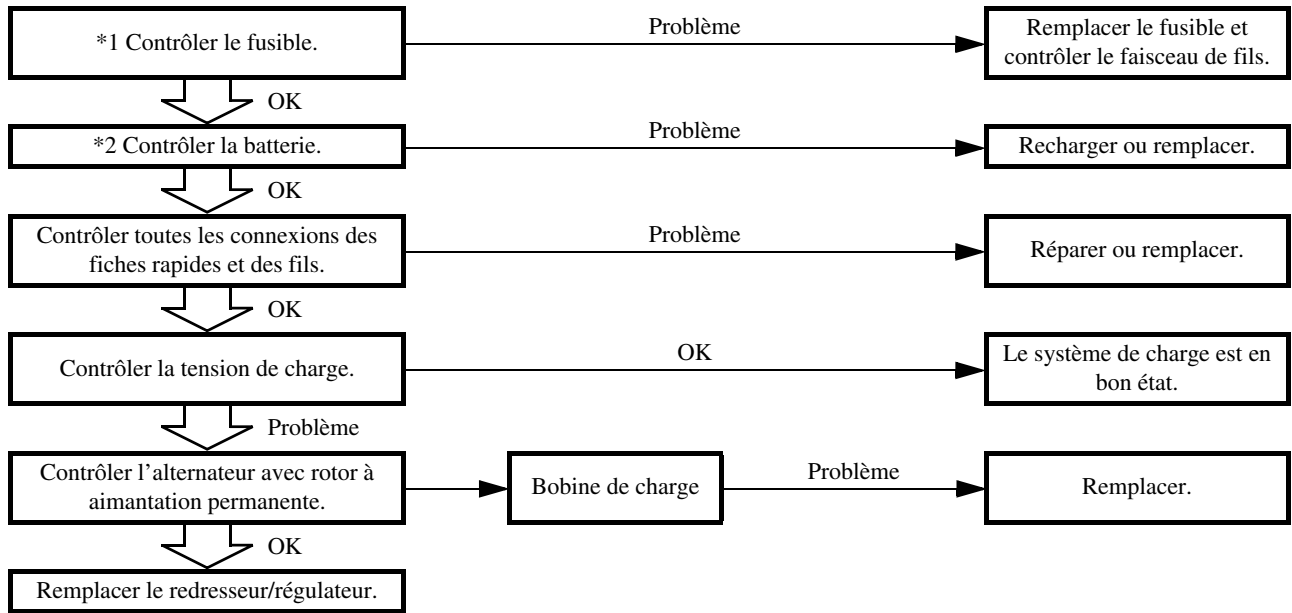 *1 Contrôler le fusible.
Problème
Remplacer le fusible et
contrôler le faisceau de fils.
OK
*2 Contrôler la batterie.
Problème
Recharger ou remplacer.
OK
Contrôler toutes les connexions des
fiches rapides et des fils.
Problème
Réparer ou remplacer.
OK
Contrôler la tension de charge.
OK
Le système de charge est en
bon état.
Problème
Contrôler l’alternateur avec rotor à
aimantation permanente.
Bobine de charge
Problème
Remplacer.
OK
Remplacer le redresseur/régulateur.